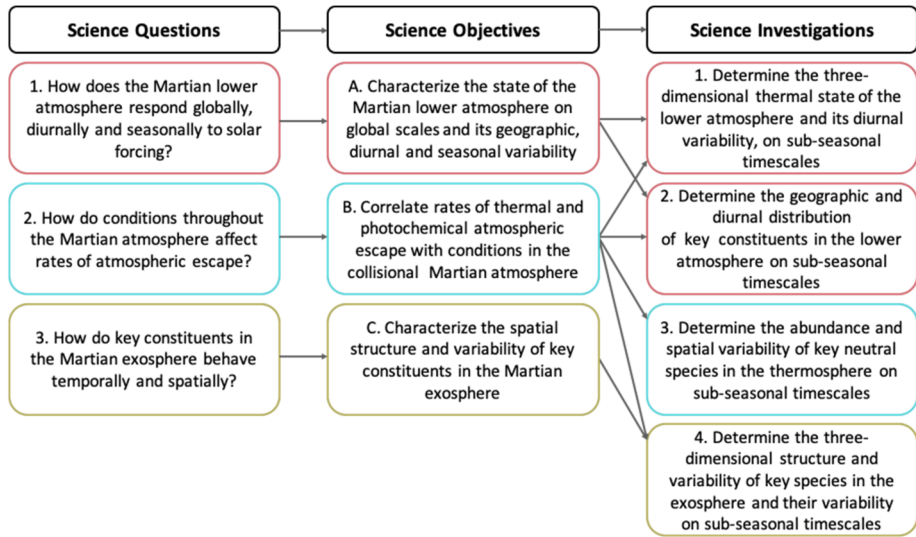 Science Questions
Science Objectives
Science Investigations
1. How does the Martian lower
atmosphere respond globally,
diurnally and seasonally to solar
forcing?
A. Characterize the state of the
Martian lower atmosphere on
global scales and its geographic,
diurnal and seasonal variability
1. Determine the three-
dimensional thermal state of the
lower atmosphere and its diurnal
variability, on sub-seasonal
timescales
2. How do conditions throughout
the Martian atmosphere affect
rates of atmospheric escape?
B. Correlate rates of thermal and
photochemical atmospheric
escape with conditions in the
collisional Martian atmosphere
2. Determine the geographic and
diurnal distribution
of key constituents in the lower
atmosphere on sub-seasonal
timescales
3. How do key constituents in
the Martian exosphere behave
temporally and spatially?
C. Characterize the spatial
structure and variability of key
constituents in the Martian
exosphere
3. Determine the abundance and
spatial variability of key neutral
species in the thermosphere on
sub-seasonal timescales
4. Determine the three-
dimensional structure and
variability of key species in the
exosphere and their variability
on sub-seasonal timescales